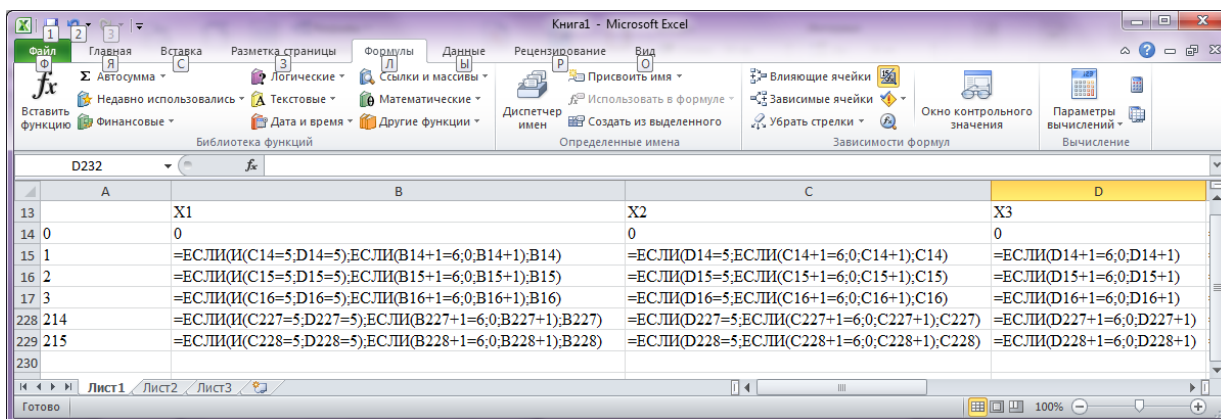 Книга1 - Microsoft Excel
1 2 3
Файл Главная Вставка Разметка страницы Формулы Данные Рецензирование Вид
Ф Я С З Л Ы Р О
fx Вставить функцию
Σ Автосумма
Недавно использовались
Финансовые
Логические
Текстовые
Дата и время
Ссылки и массивы
Математические
Другие функции
Библиотека функций
Диспетчер имен
Присвоить имя
Использовать в формуле
Создать из выделенного
Определенные имена
Влияющие ячейки
Зависимые ячейки
Убрать стрелки
Окно контрольного значения
Зависимости формул
Параметры вычислений
Вычисление
D232 fx
A B C D
13 X1 X2 X3
14 0 0 0 0
15 1 =ЕСЛИ(И(C14=5;D14=5);ЕСЛИ(B14+1=6;0;B14+1);B14) =ЕСЛИ(D14=5;ЕСЛИ(C14+1=6;0;C14+1);C14) =ЕСЛИ(D14+1=6;0;D14+1)
16 2 =ЕСЛИ(И(C15=5;D15=5);ЕСЛИ(B15+1=6;0;B15+1);B15) =ЕСЛИ(D15=5;ЕСЛИ(C15+1=6;0;C15+1);C15) =ЕСЛИ(D15+1=6;0;D15+1)
17 3 =ЕСЛИ(И(C16=5;D16=5);ЕСЛИ(B16+1=6;0;B16+1);B16) =ЕСЛИ(D16=5;ЕСЛИ(C16+1=6;0;C16+1);C16) =ЕСЛИ(D16+1=6;0;D16+1)
228 214 =ЕСЛИ(И(C227=5;D227=5);ЕСЛИ(B227+1=6;0;B227+1);B227) =ЕСЛИ(D227=5;ЕСЛИ(C227+1=6;0;C227+1);C227) =ЕСЛИ(D227+1=6;0;D227+1)
229 215 =ЕСЛИ(И(C228=5;D228=5);ЕСЛИ(B228+1=6;0;B228+1);B228) =ЕСЛИ(D228=5;ЕСЛИ(C228+1=6;0;C228+1);C228) =ЕСЛИ(D228+1=6;0;D228+1)
230
Лист1 Лист2 Лист3
Готово 100%